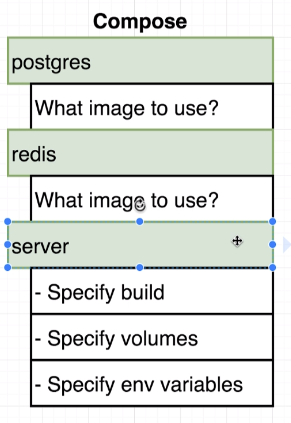 Compose
postgres
What image to use?
redis
What image to use?
server
- Specify build
- Specify volumes
- Specify env variables